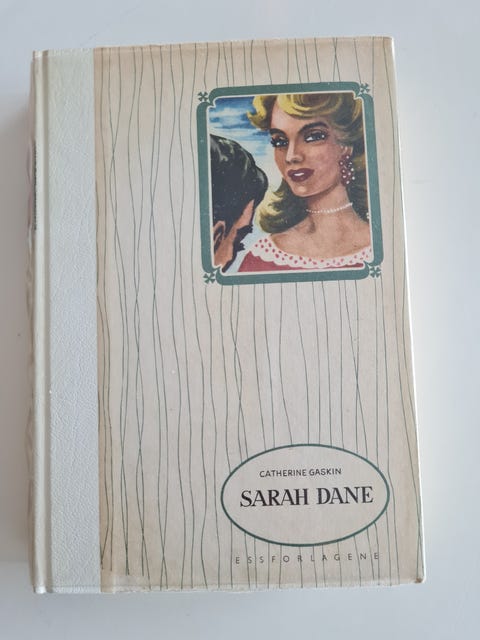 CATHERINE GASKIN
SARAH DANE
ESSFORLAGENE